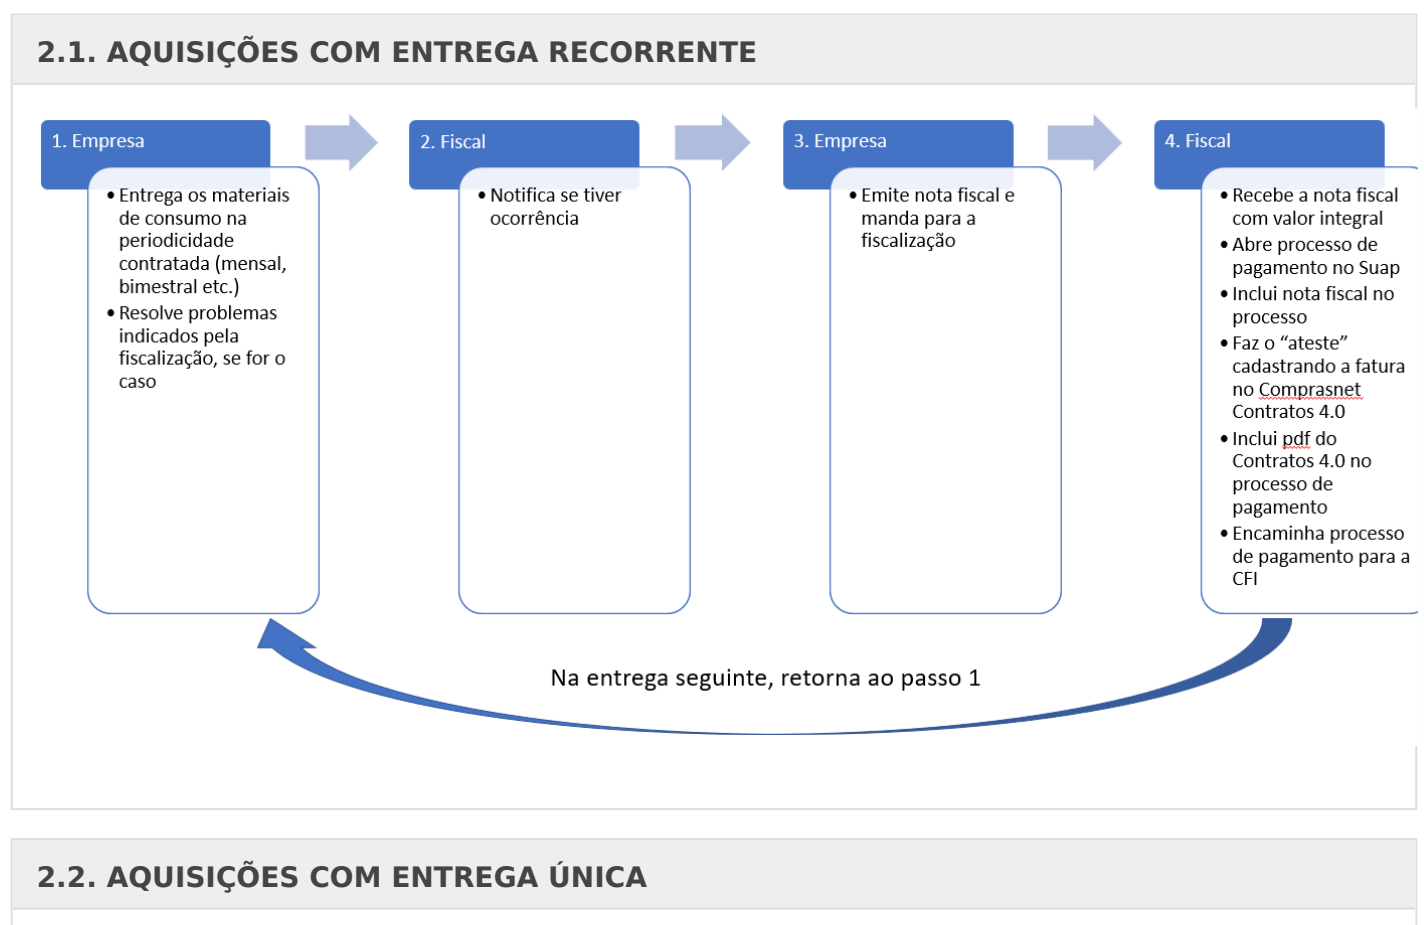 2.1. AQUISIÇÕES COM ENTREGA RECORRENTE
1. Empresa
• Entrega os materiais
de consumo na
periodicidade
contratada (mensal,
bimestral etc.)
• Resolve problemas
indicados pela
fiscalização, se for o
caso
2. Fiscal
• Notifica se tiver
ocorrência
3. Empresa
• Emite nota fiscal e
manda para a
fiscalização
4. Fiscal
• Recebe a nota fiscal
com valor integral
• Abre processo de
pagamento no Suap
• Inclui nota fiscal no
processo
• Faz o “ateste”
cadastrando a fatura
no Comprasnet
Contratos 4.0
• Inclui pdf do
Contratos 4.0 no
processo de
pagamento
• Encaminha processo
de pagamento para a
CFI
Na entrega seguinte, retorna ao passo 1
2.2. AQUISIÇÕES COM ENTREGA ÚNICA